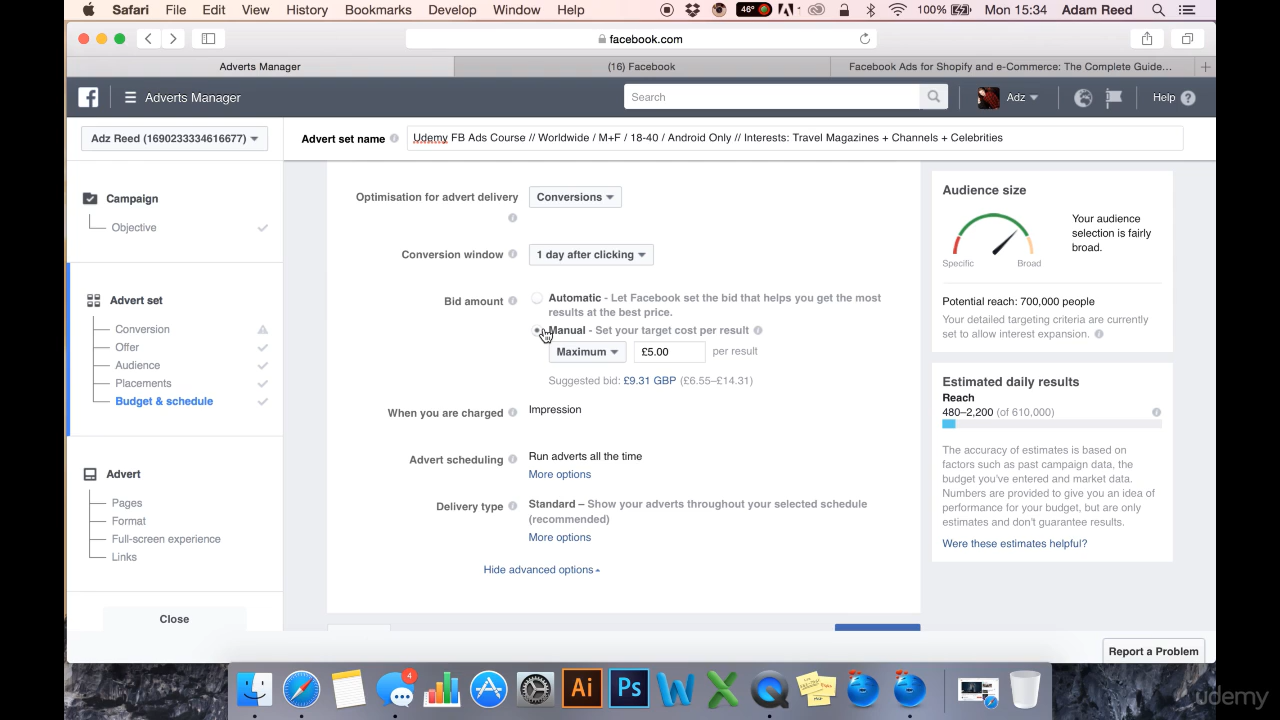 Safari File Edit View History Bookmarks Develop Window Help 46° 100% Mon 15:34 Adam Reed
facebook.com
Adverts Manager (16) Facebook Facebook Ads for Shopify and e-Commerce: The Complete Guide…
Adverts Manager Search Adz Help
Adz Reed (1690233334616677) Advert set name Udemy FB Ads Course // Worldwide / M+F / 18-40 / Android Only // Interests: Travel Magazines + Channels + Celebrities
Campaign
Objective
Advert set
Conversion
Offer
Audience
Placements
Budget & schedule
Advert
Pages
Format
Full-screen experience
Links
Close
Optimisation for advert delivery Conversions
Conversion window 1 day after clicking
Bid amount Automatic - Let Facebook set the bid that helps you get the most
results at the best price.
Manual - Set your target cost per result
Maximum £5.00 per result
Suggested bid: £9.31 GBP (£6.55–£14.31)
When you are charged Impression
Advert scheduling Run adverts all the time
More options
Delivery type Standard – Show your adverts throughout your selected schedule
(recommended)
More options
Hide advanced options
Audience size
Your audience
selection is fairly
broad.
Specific Broad
Potential reach: 700,000 people
Your detailed targeting criteria are currently
set to allow interest expansion.
Estimated daily results
Reach
480–2,200 (of 610,000)
The accuracy of estimates is based on
factors such as past campaign data, the
budget you've entered and market data.
Numbers are provided to give you an idea of
performance for your budget, but are only
estimates and don't guarantee results.
Were these estimates helpful?
Report a Problem
4
Ai Ps
udemy